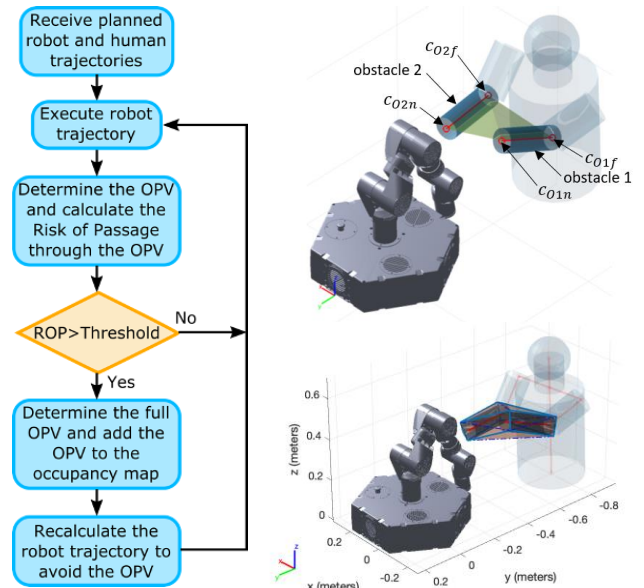 Receive planned
robot and human
trajectories
Execute robot
trajectory
Determine the OPV
and calculate the
Risk of Passage
through the OPV
ROP>Threshold
No
Yes
Determine the full
OPV and add the
OPV to the
occupancy map
Recalculate the
robot trajectory to
avoid the OPV
c_{O2f}
obstacle 2
c_{O2n}
c_{O1f}
obstacle 1
c_{O1n}
z
x
y
z (meters)
0.6
0.4
0.2
0
0.2
0
-0.2
x (meters)
0.2
0
-0.2
-0.4
-0.6
-0.8
y (meters)
z
x
y